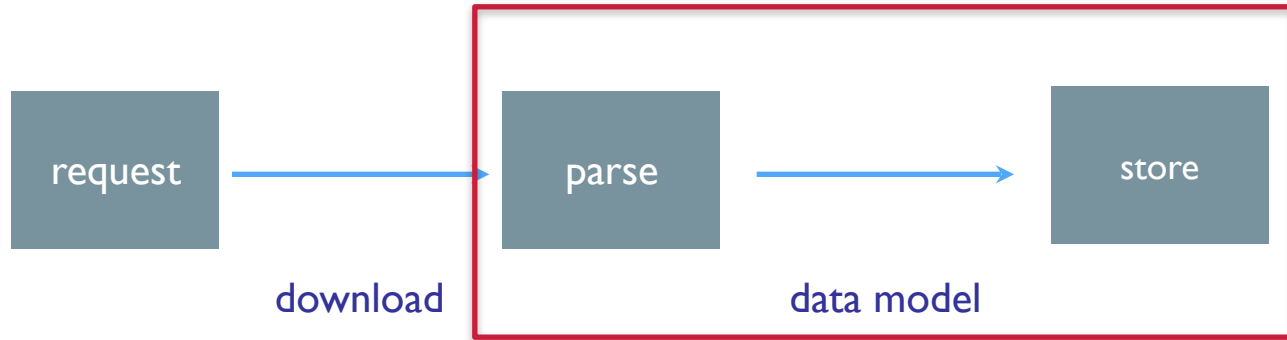 request
parse
store
download
data model